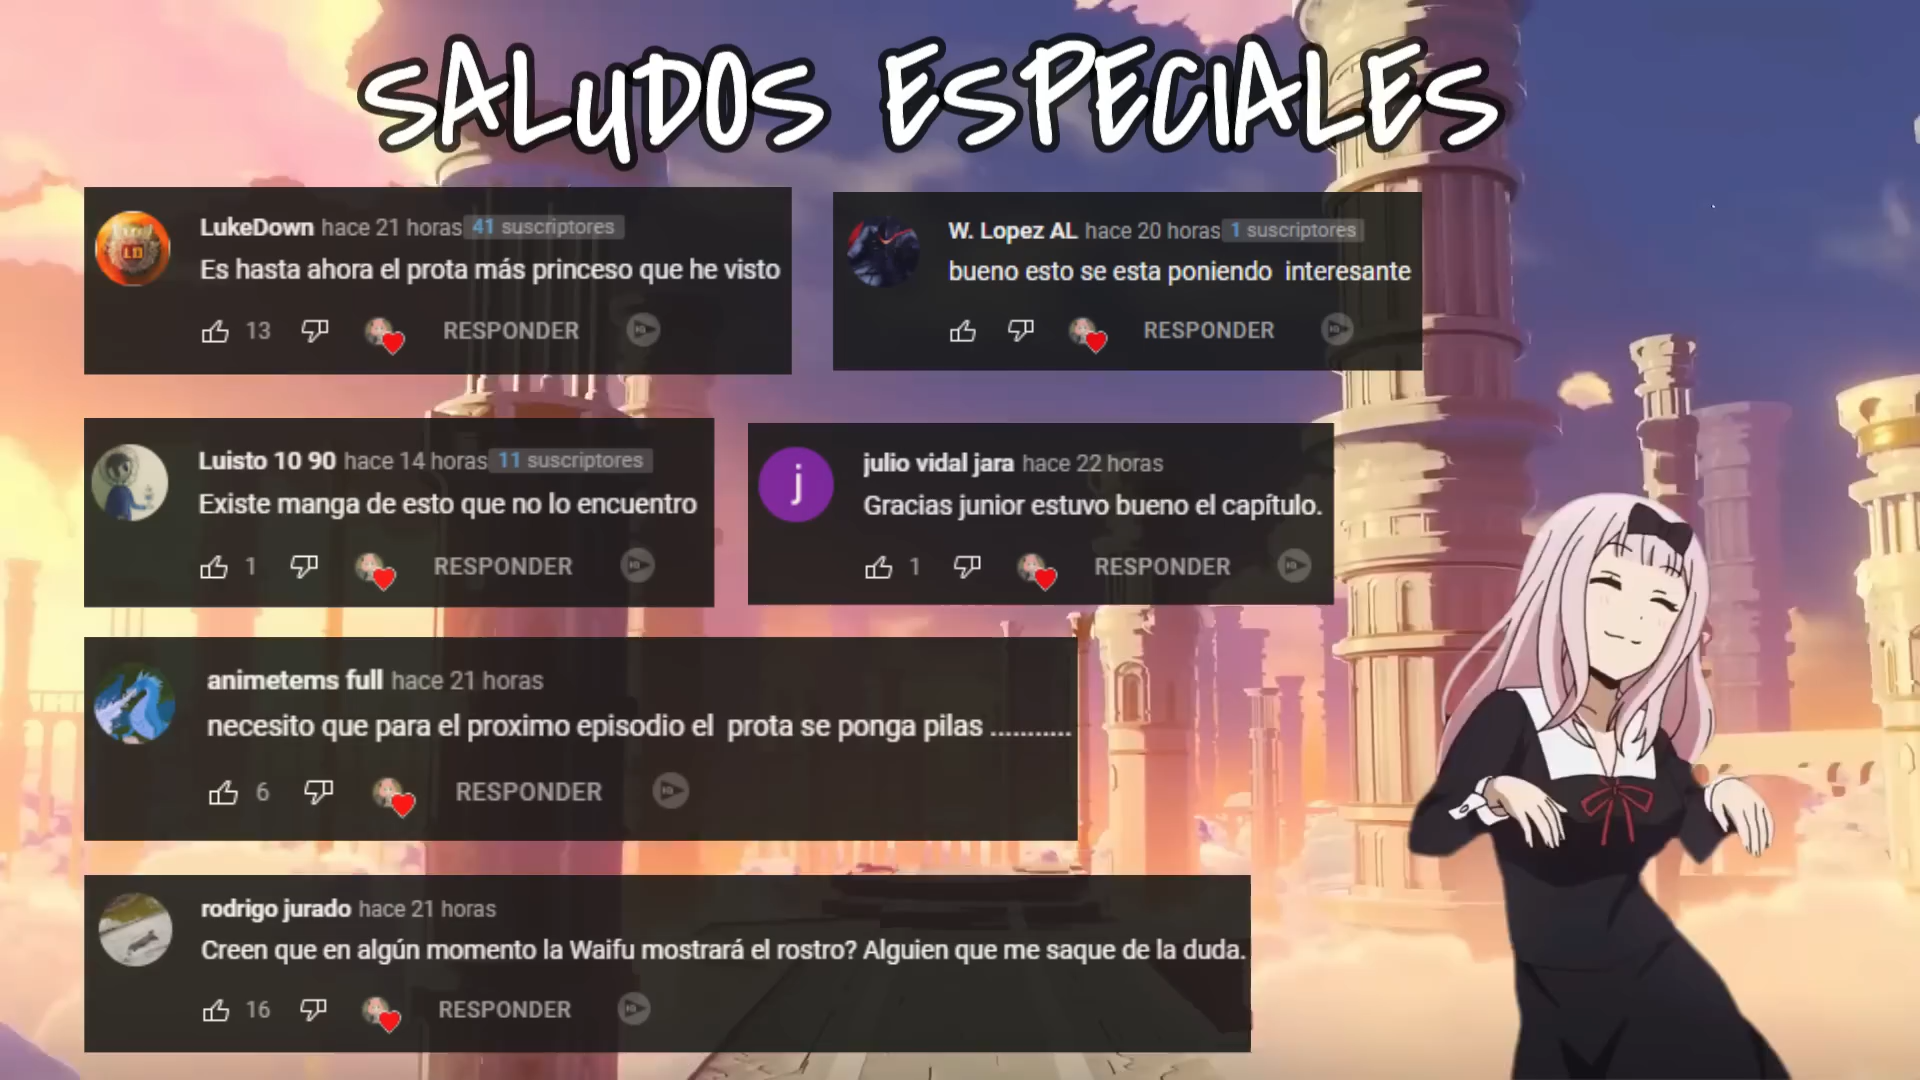 SALUDOS ESPECIALES
LukeDown hace 21 horas 41 suscriptores
Es hasta ahora el prota más princeso que he visto
13 RESPONDER
W. Lopez AL hace 20 horas 1 suscriptores
bueno esto se esta poniendo interesante
RESPONDER
Luisto 10 90 hace 14 horas 11 suscriptores
Existe manga de esto que no lo encuentro
1 RESPONDER
j
julio vidal jara hace 22 horas
Gracias junior estuvo bueno el capítulo.
1 RESPONDER
animetems full hace 21 horas
necesito que para el proximo episodio el prota se ponga pilas ...........
6 RESPONDER
rodrigo jurado hace 21 horas
Creen que en algún momento la Waifu mostrará el rostro? Alguien que me saque de la duda.
16 RESPONDER